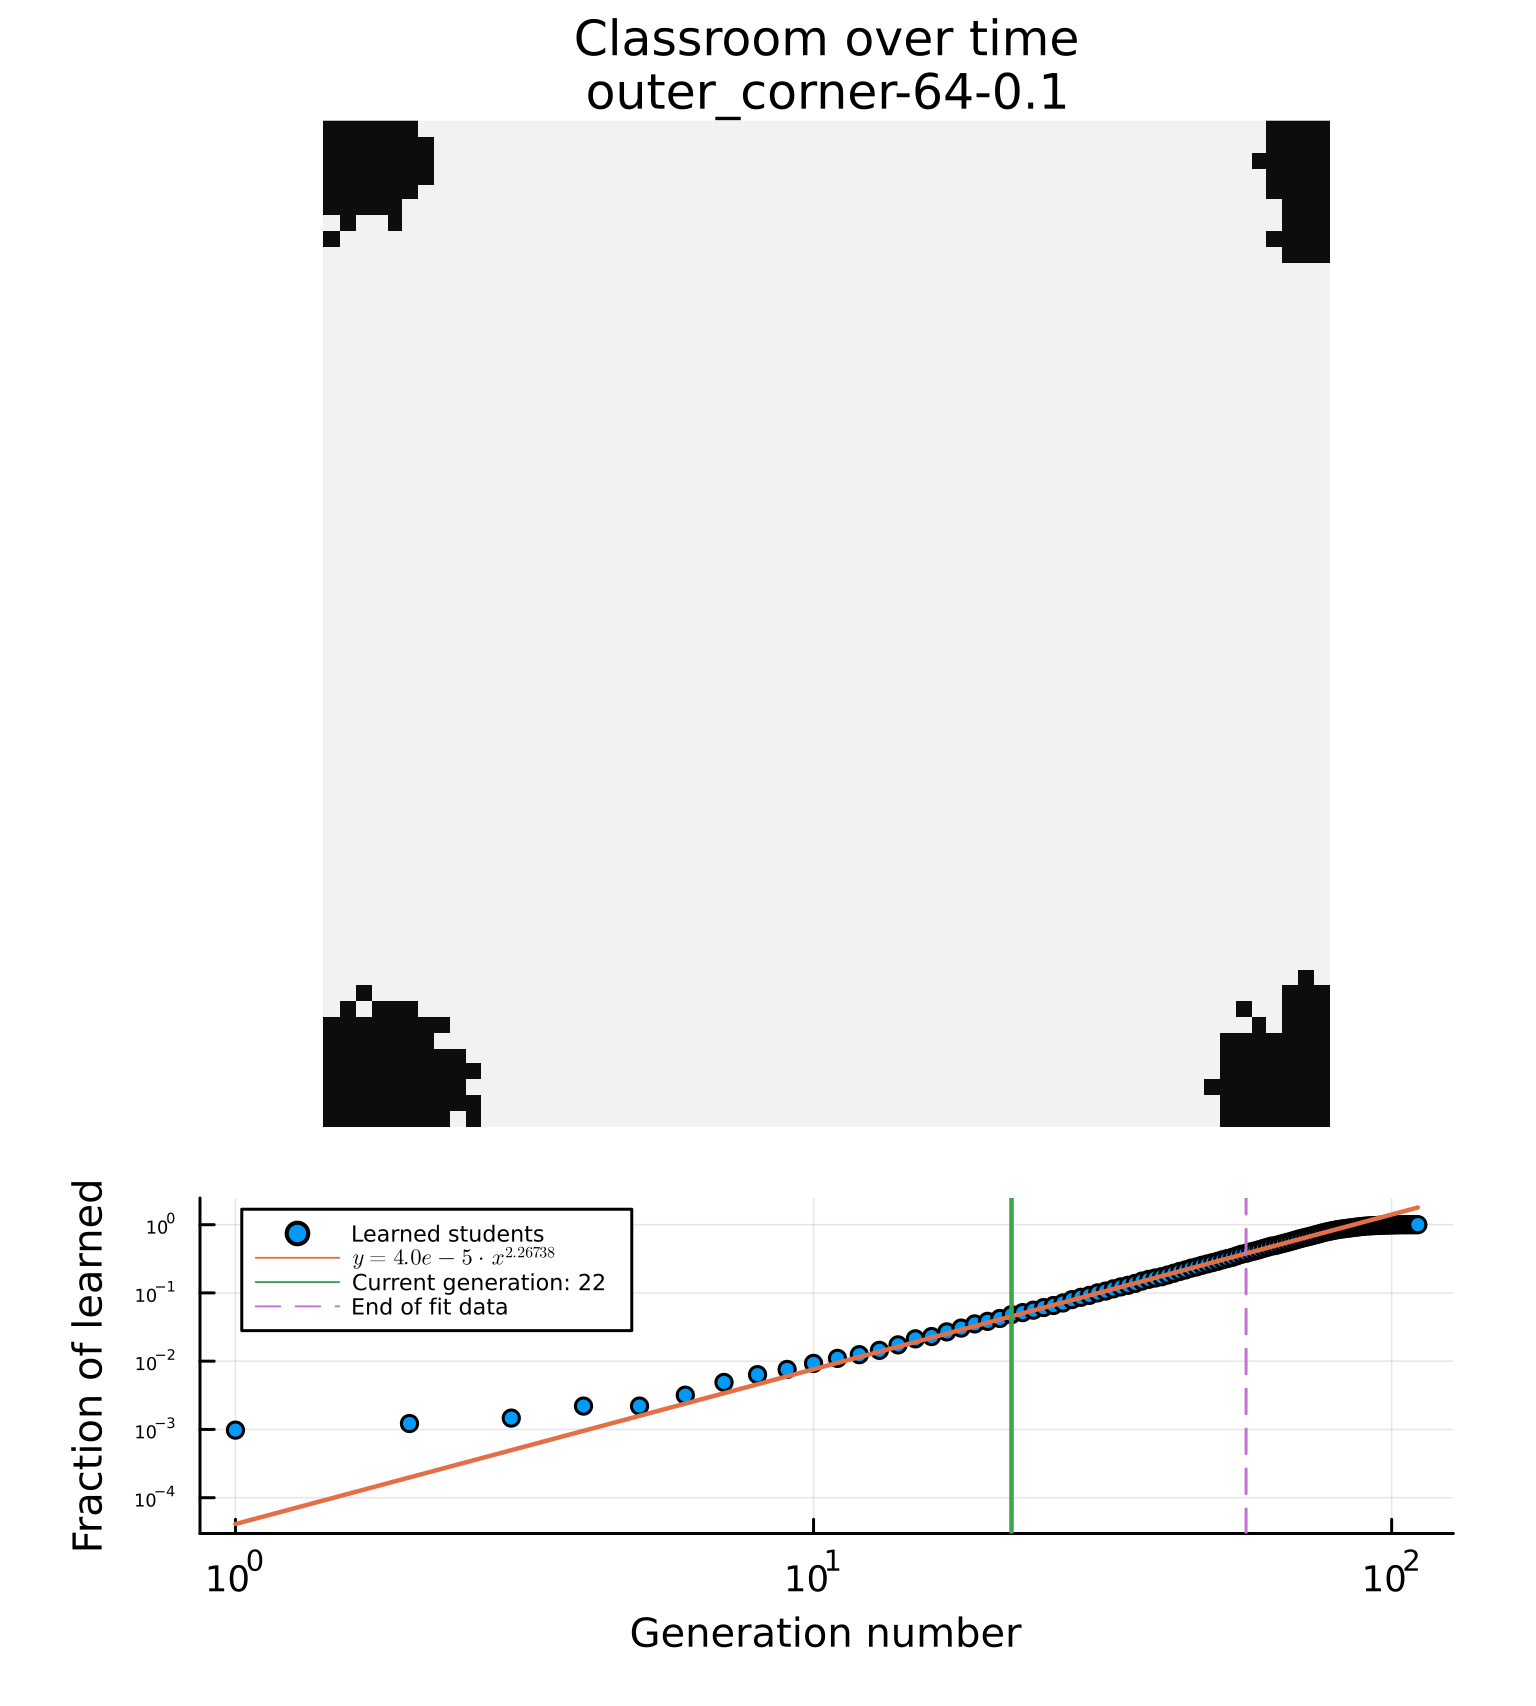 Classroom over time
outer_corner-64-0.1
Fraction of learned
10^0
10^-1
10^-2
10^-3
10^-4
Learned students
y = 4.0e − 5 · x^2.26738
Current generation: 22
End of fit data
10^0 10^1 10^2
Generation number